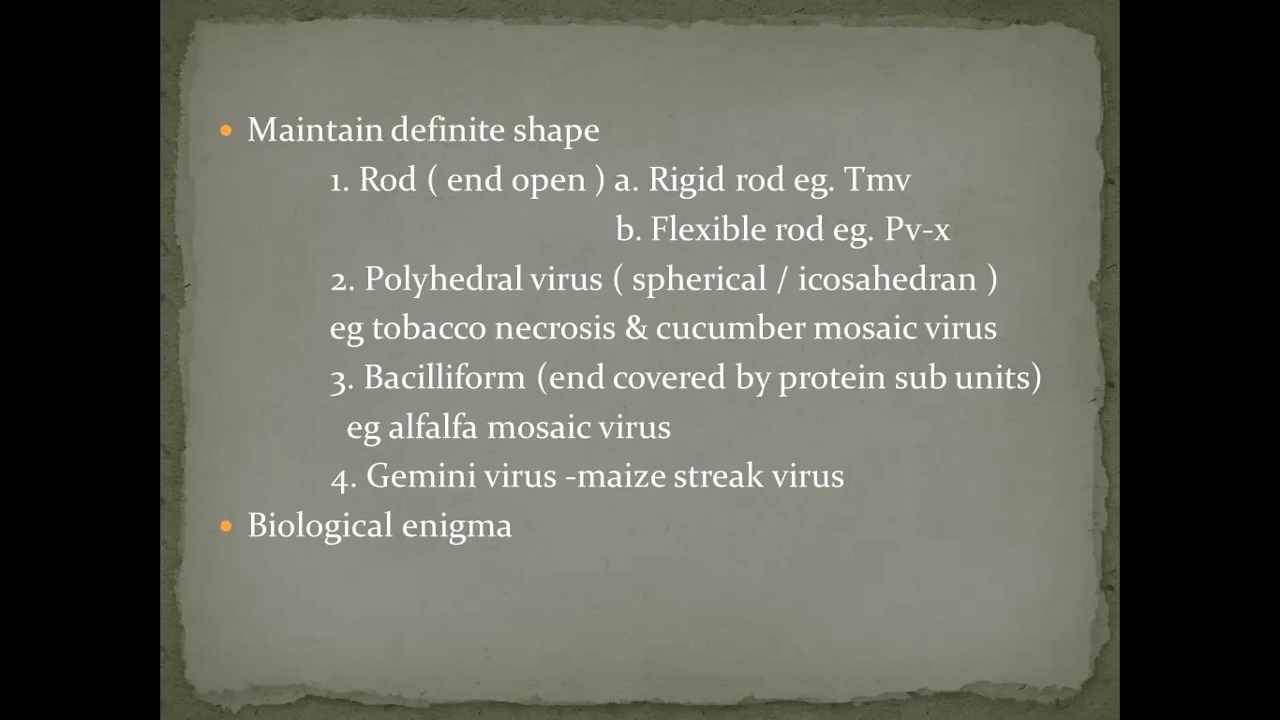 • Maintain definite shape
1. Rod ( end open ) a. Rigid rod eg. Tmv
b. Flexible rod eg. Pv-x
2. Polyhedral virus ( spherical / icosahedran )
eg tobacco necrosis & cucumber mosaic virus
3. Bacilliform (end covered by protein sub units)
eg alfalfa mosaic virus
4. Gemini virus -maize streak virus
• Biological enigma